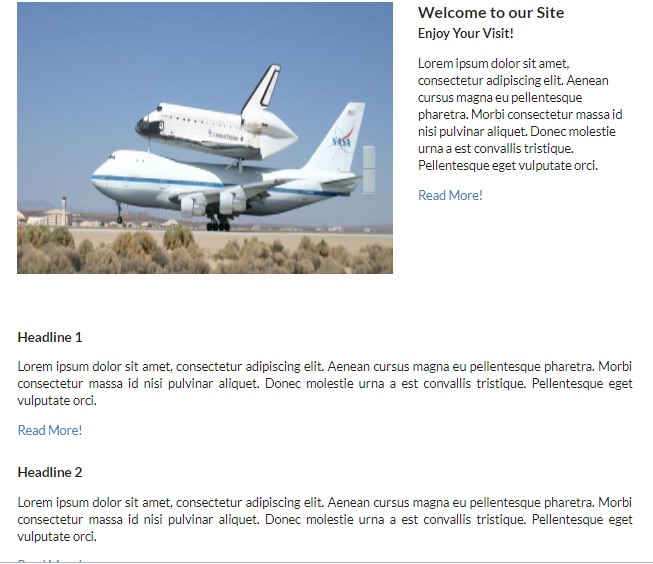 Welcome to our Site
Enjoy Your Visit!
Lorem ipsum dolor sit amet,
consectetur adipiscing elit. Aenean
cursus magna eu pellentesque
pharetra. Morbi consectetur massa id
nisi pulvinar aliquet. Donec molestie
urna a est convallis tristique.
Pellentesque eget vulputate orci.
Read More!
NASA
Headline 1
Lorem ipsum dolor sit amet, consectetur adipiscing elit. Aenean cursus magna eu pellentesque pharetra. Morbi
consectetur massa id nisi pulvinar aliquet. Donec molestie urna a est convallis tristique. Pellentesque eget
vulputate orci.
Read More!
Headline 2
Lorem ipsum dolor sit amet, consectetur adipiscing elit. Aenean cursus magna eu pellentesque pharetra. Morbi
consectetur massa id nisi pulvinar aliquet. Donec molestie urna a est convallis tristique. Pellentesque eget
vulputate orci.